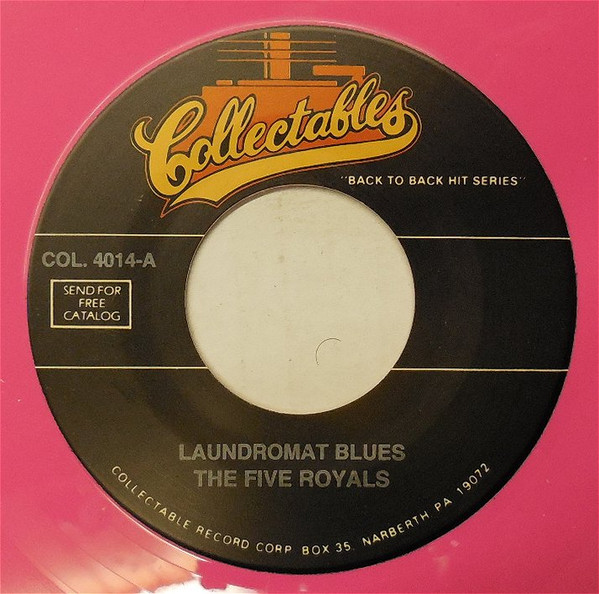 Collectables
"BACK TO BACK HIT SERIES"
COL. 4014-A
SEND FOR
FREE
CATALOG
LAUNDROMAT BLUES
THE FIVE ROYALS
COLLECTABLE RECORD CORP BOX 35. NARBERTH PA 19072